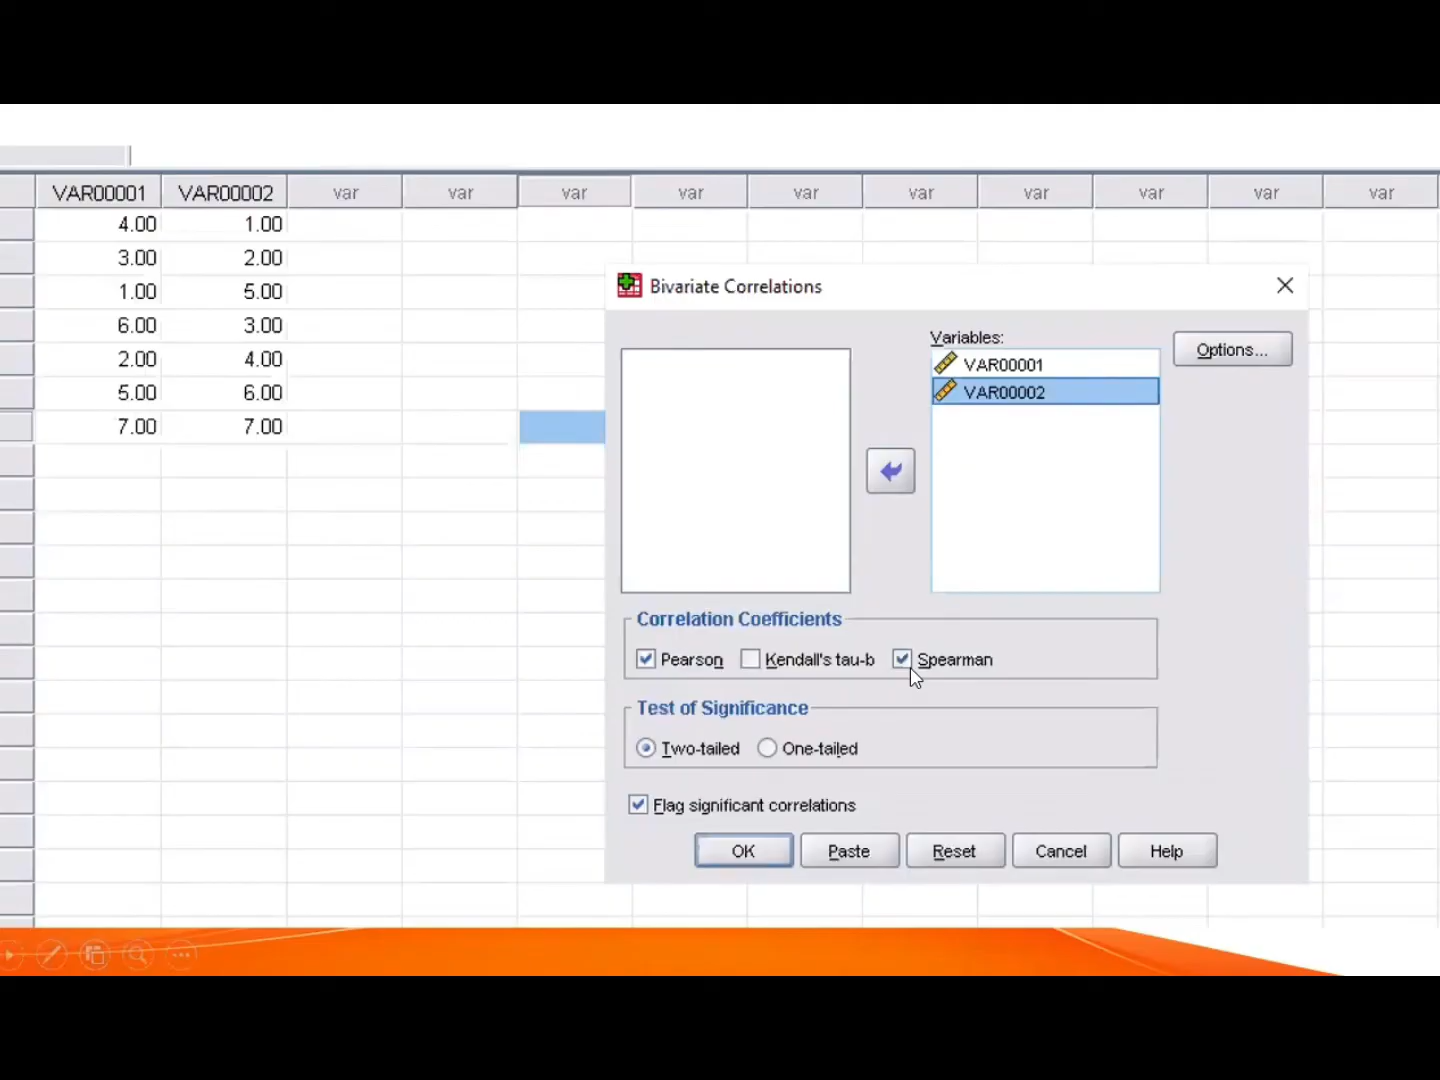 VAR00001 VAR00002 var var var var var var var var var var
4.00 1.00
3.00 2.00
1.00 5.00
6.00 3.00
2.00 4.00
5.00 6.00
7.00 7.00
Bivariate Correlations
Variables:
VAR00001
VAR00002
Options...
Correlation Coefficients
Pearson Kendall's tau-b Spearman
Test of Significance
Two-tailed One-tailed
Flag significant correlations
OK Paste Reset Cancel Help